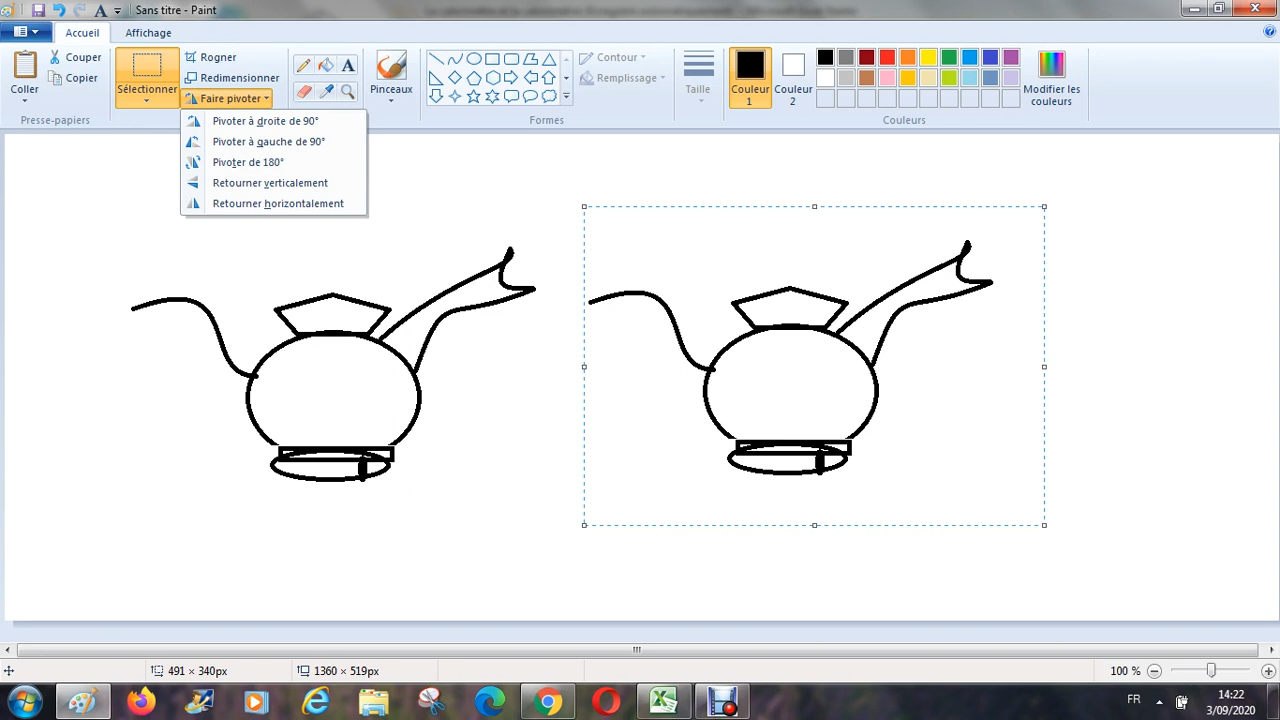 Sans titre - Paint
Accueil
Affichage
Coller
Couper
Copier
Presse-papiers
Sélectionner
Rogner
Redimensionner
Faire pivoter
A
Pinceaux
Formes
Contour
Remplissage
Taille
Couleur 1
Couleur 2
Modifier les couleurs
Couleurs
Pivoter à droite de 90°
Pivoter à gauche de 90°
Pivoter de 180°
Retourner verticalement
Retourner horizontalement
491 × 340px
1360 × 519px
100 %
FR
14:22
3/09/2020